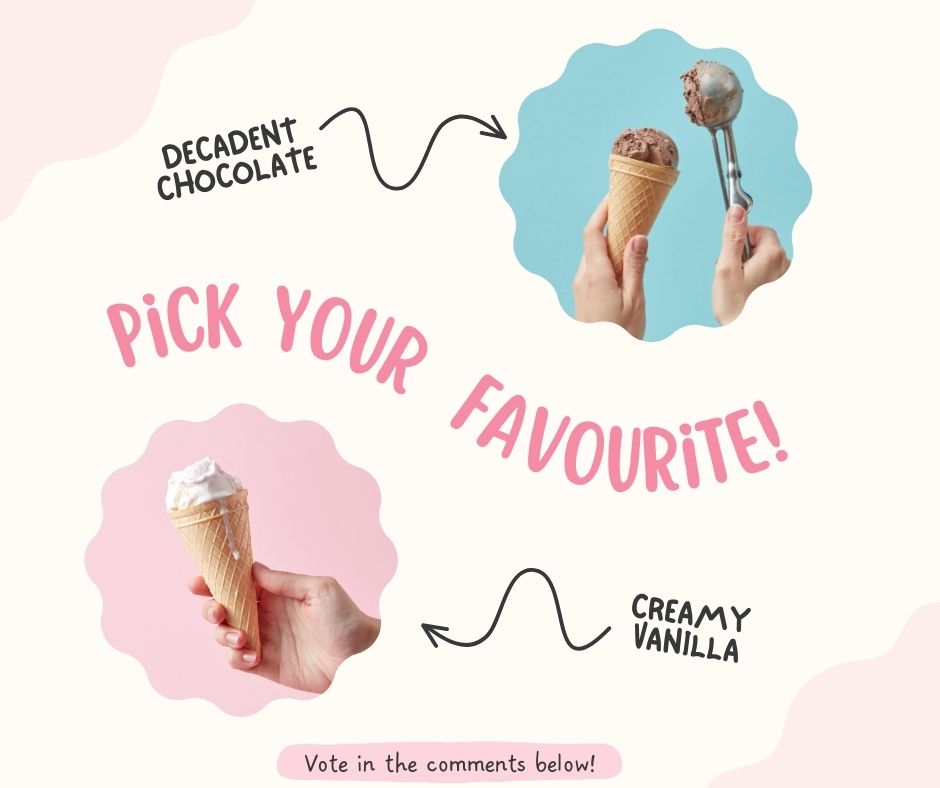 DECADENT
CHOCOLATE
PiCK YOUR
FAVOURiTE!
CREAMY
VANILLA
Vote in the comments below!